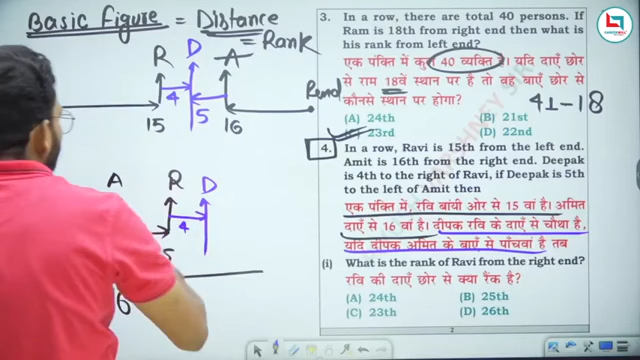 Basic Figure = Distance
= Rank
R D A
4 5
15 16
A R D
4
3. In a row, there are total 40 persons. If
Ram is 18th from right end then what is
his rank from left end?
एक पंक्ति में कुल 40 व्यक्ति है। यदि दाएँ छोर
से राम 18वें स्थान पर है तो वह बाएँ छोर से
कौनसे स्थान पर होगा?
41-18
(A) 24th (B) 21st
23rd (D) 22nd
4. In a row, Ravi is 15th from the left end.
Amit is 16th from the right end. Deepak
is 4th to the right of Ravi, if Deepak is 5th
to the left of Amit then
एक पंक्ति में, रवि बांयी ओर से 15 वां है। अमित
दाएँ से 16 वां है। दीपक रवि के दाएँ से चौथा है,
यदि दीपक अमित के बाएँ से पाँचवाँ है तब
(i) What is the rank of Ravi from the right end?
रवि की दाएँ छोर से क्या रैंक है?
(A) 24th (B) 25th
(C) 23th (D) 26th
2